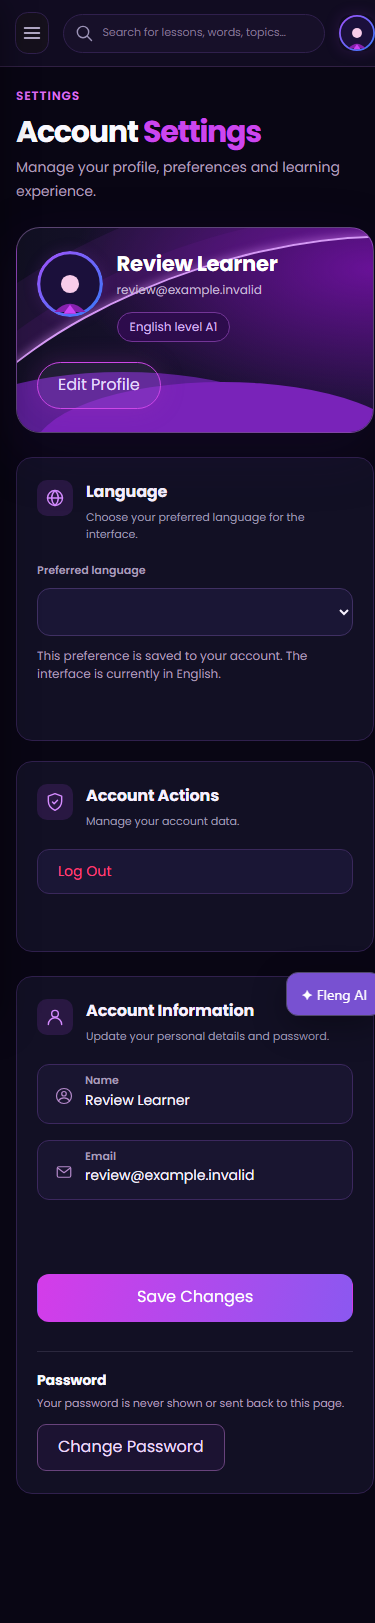 Search for lessons, words, topics...
SETTINGS
Account Settings
Manage your profile, preferences and learning
experience.
Review Learner
review@example.invalid
English level A1
Edit Profile
Language
Choose your preferred language for the
interface.
Preferred language
This preference is saved to your account. The
interface is currently in English.
Account Actions
Manage your account data.
Log Out
✦ Fleng AI
Account Information
Update your personal details and password.
Name
Review Learner
Email
review@example.invalid
Save Changes
Password
Your password is never shown or sent back to this page.
Change Password